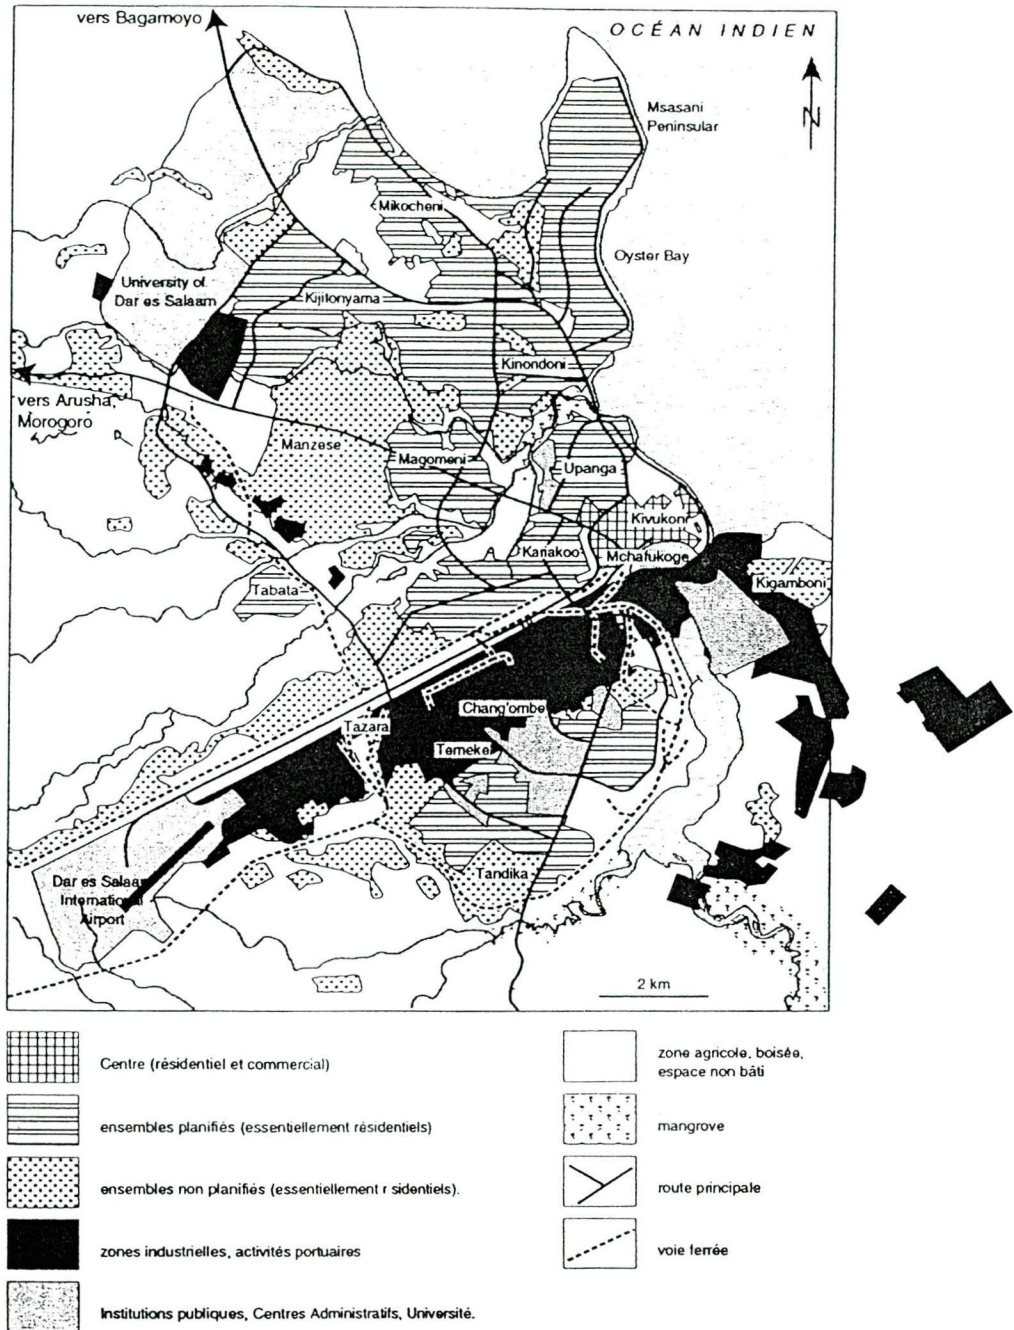 vers Bagamoyo
OCÉAN INDIEN
N
Msasani
Peninsular
Mikocheni
Oyster Bay
University of
Dar es Salaam
Kijitonyama
Kinondoni
vers Arusha,
Morogoro
Manzese
Magomeni
Upanga
Kivukoni
Kariakoo
Mchafukoge
Kigamboni
Tabata
Chang'ombe
Tazara
Temeke
Tandika
Dar es Salaam
International
Airport
2 km
Centre (résidentiel et commercial)
ensembles planifiés (essentiellement résidentiels)
ensembles non planifiés (essentiellement r sidentiels).
zones industrielles, activités portuaires
Institutions publiques, Centres Administratifs, Université.
zone agricole, boisée,
espace non bâti
mangrove
route principale
voie ferrée